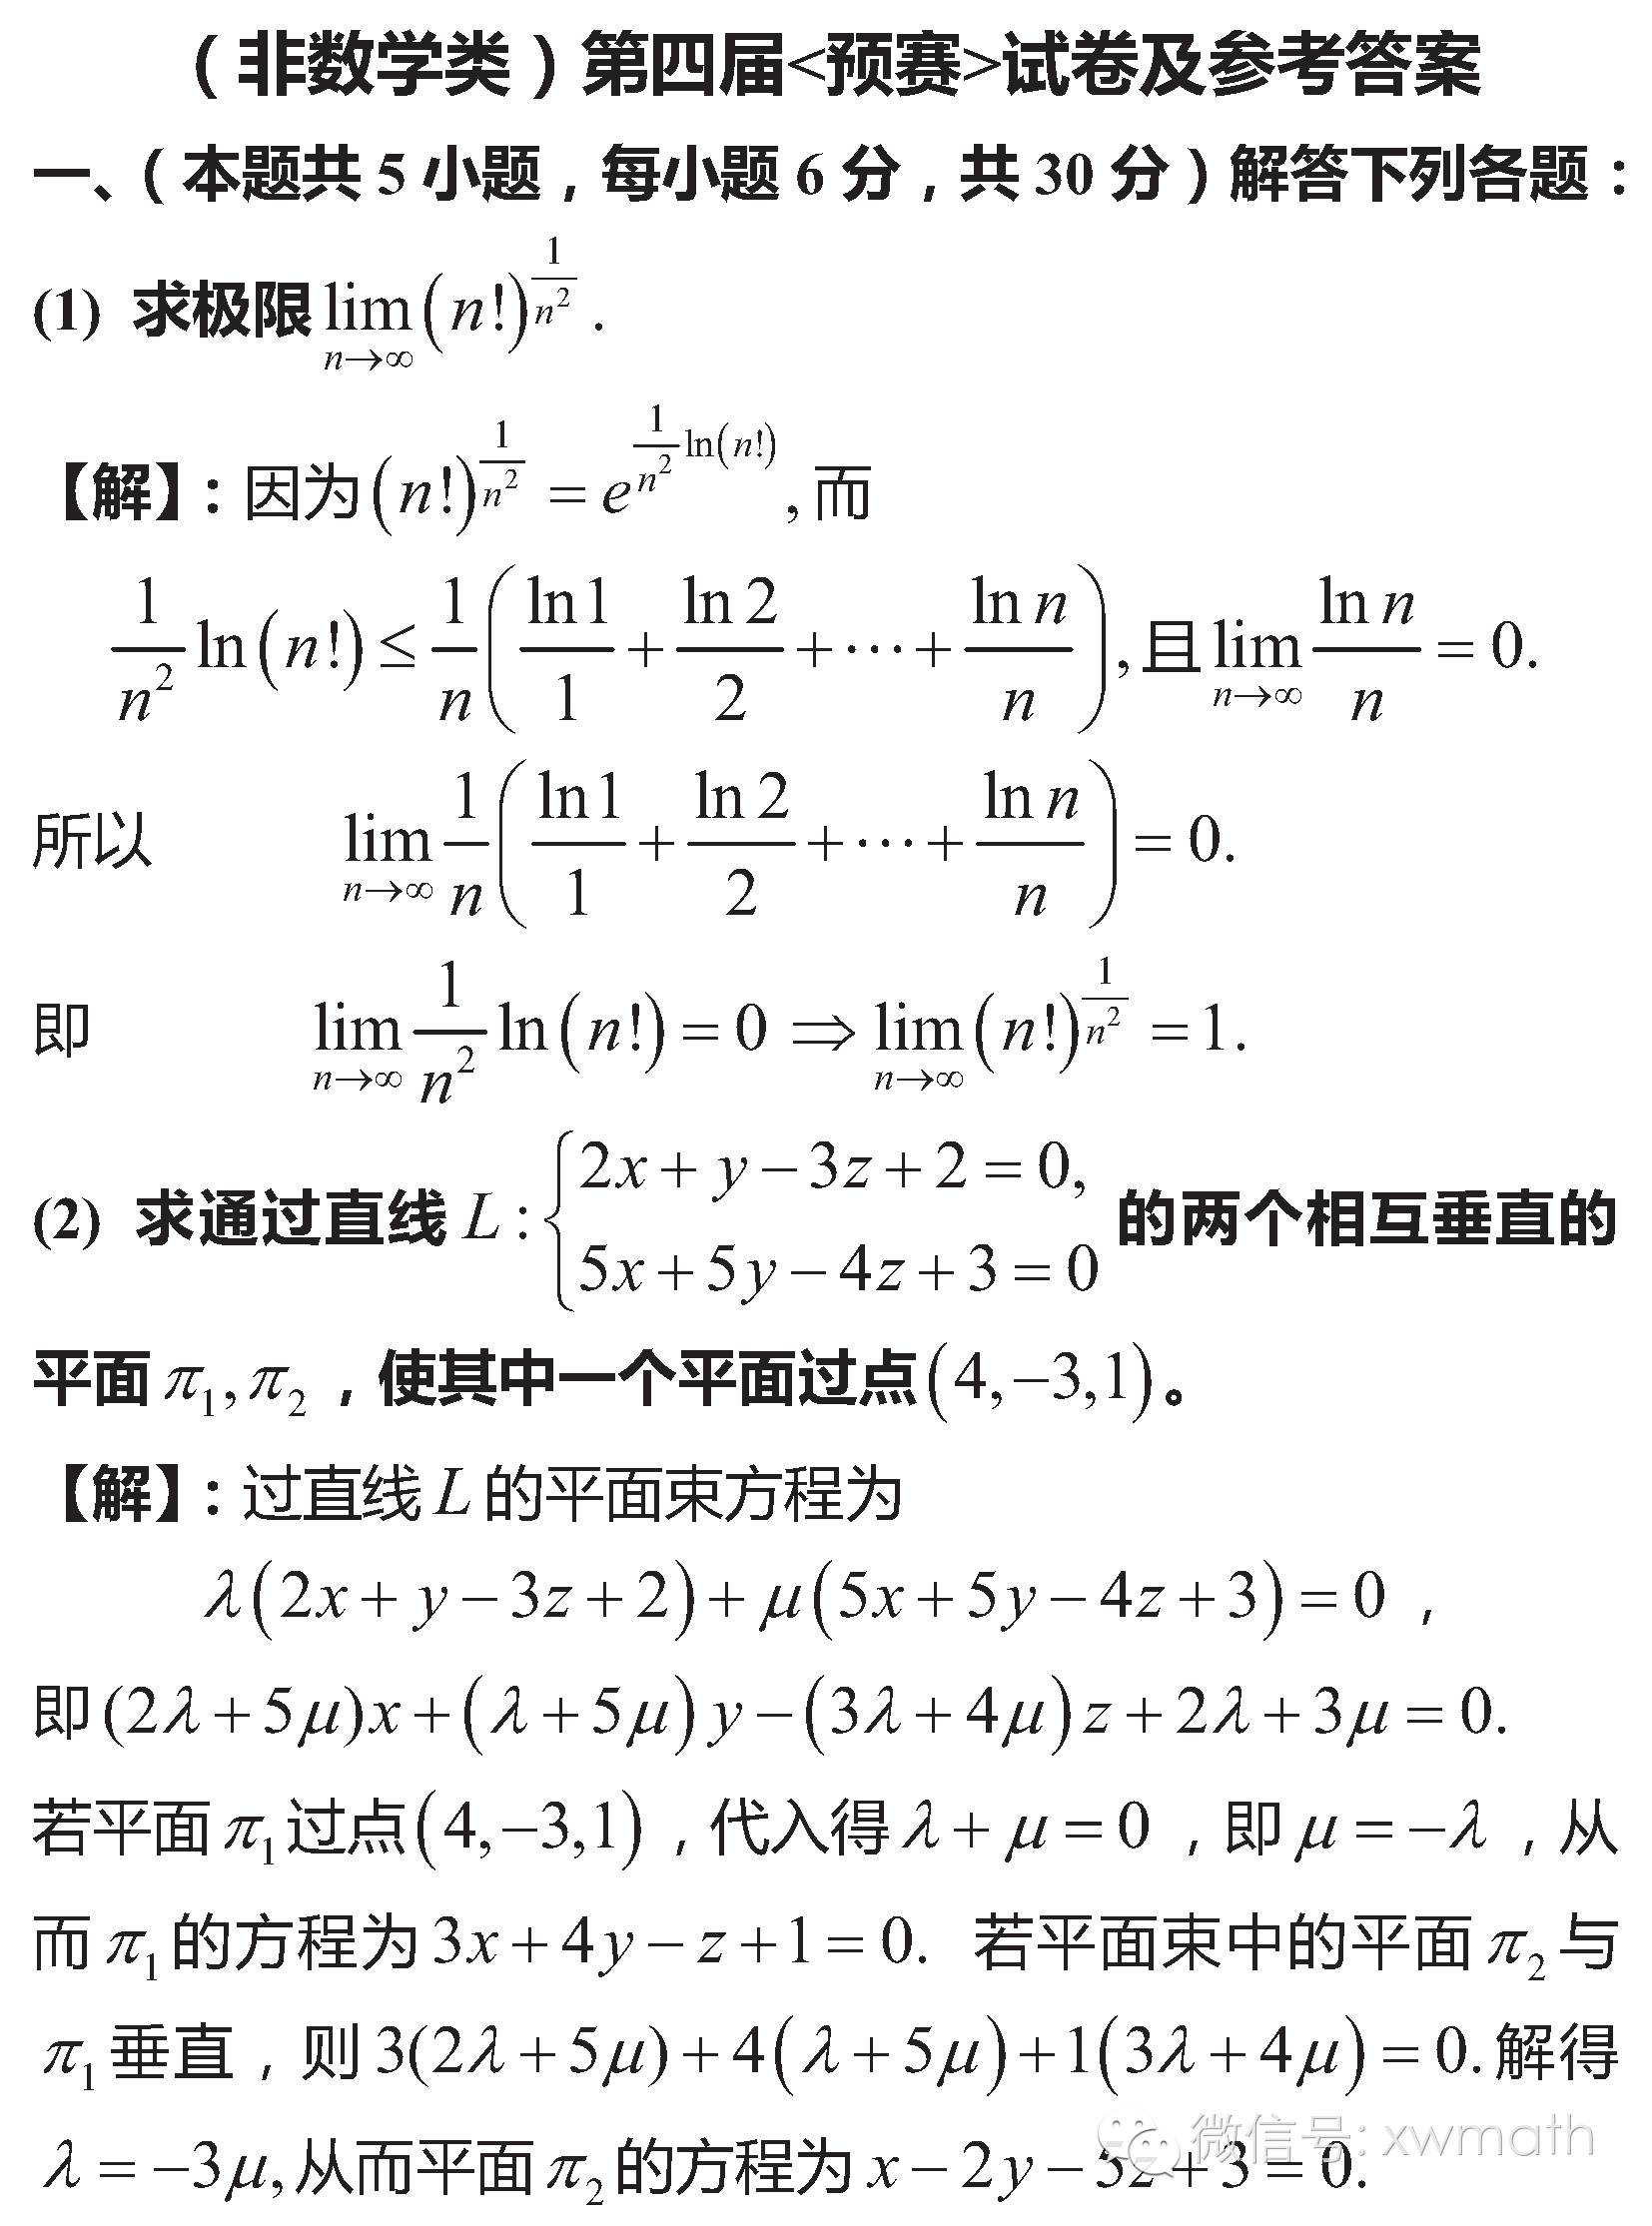 （非数学类）第四届<预赛>试卷及参考答案
一、（本题共 5 小题，每小题 6 分，共 30 分）解答下列各题：
(1) 求极限 $\lim_{n\to\infty}(n!)^{\frac{1}{n^2}}$ .
【解】：因为 $(n!)^{\frac{1}{n^2}} = e^{\frac{1}{n^2}\ln(n!)}$ , 而
$\frac{1}{n^2}\ln(n!) \leq \frac{1}{n}\left(\frac{\ln 1}{1}+\frac{\ln 2}{2}+\cdots+\frac{\ln n}{n}\right)$, 且 $\lim_{n\to\infty}\frac{\ln n}{n} = 0.$
所以 $\lim_{n\to\infty}\frac{1}{n}\left(\frac{\ln 1}{1}+\frac{\ln 2}{2}+\cdots+\frac{\ln n}{n}\right) = 0.$
即 $\lim_{n\to\infty}\frac{1}{n^2}\ln(n!) = 0 \Rightarrow \lim_{n\to\infty}(n!)^{\frac{1}{n^2}} = 1.$
(2) 求通过直线 $L:\begin{cases}2x+y-3z+2=0,\\5x+5y-4z+3=0\end{cases}$ 的两个相互垂直的
平面 $\pi_1,\pi_2$ ，使其中一个平面过点 $(4,-3,1)$。
【解】：过直线 $L$ 的平面束方程为
$\lambda(2x+y-3z+2)+\mu(5x+5y-4z+3)=0$ ，
即 $(2\lambda+5\mu)x+(\lambda+5\mu)y-(3\lambda+4\mu)z+2\lambda+3\mu=0.$
若平面 $\pi_1$ 过点 $(4,-3,1)$ ，代入得 $\lambda+\mu=0$ ，即 $\mu=-\lambda$ ，从
而 $\pi_1$ 的方程为 $3x+4y-z+1=0.$ 若平面束中的平面 $\pi_2$ 与
$\pi_1$ 垂直，则 $3(2\lambda+5\mu)+4(\lambda+5\mu)+1(3\lambda+4\mu)=0.$ 解得
$\lambda=-3\mu,$ 从而平面 $\pi_2$ 的方程为 $x-2y-5z+3=0.$
微信号: xwmath